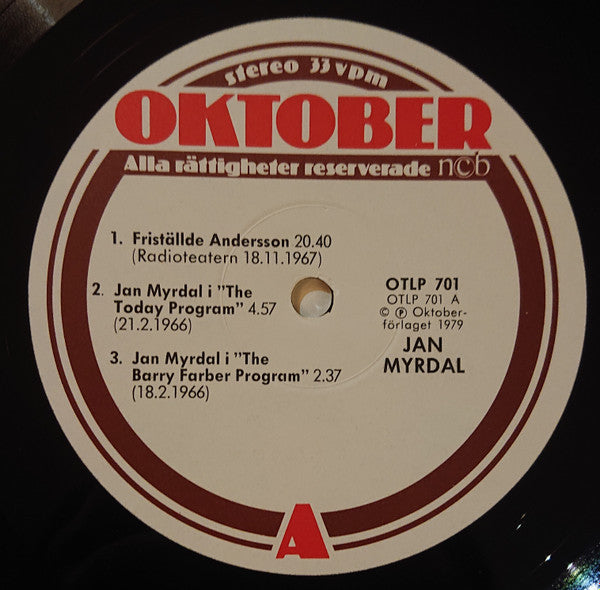 stereo 33 vpm
OKTOBER
Alla rättigheter reserverade ncb
1. Friställde Andersson 20.40
(Radioteatern 18.11.1967)
2. Jan Myrdal i ”The
Today Program” 4.57
(21.2.1966)
3. Jan Myrdal i ”The
Barry Farber Program” 2.37
(18.2.1966)
OTLP 701
OTLP 701 A
© Ⓟ Oktober-
förlaget 1979
JAN
MYRDAL
A